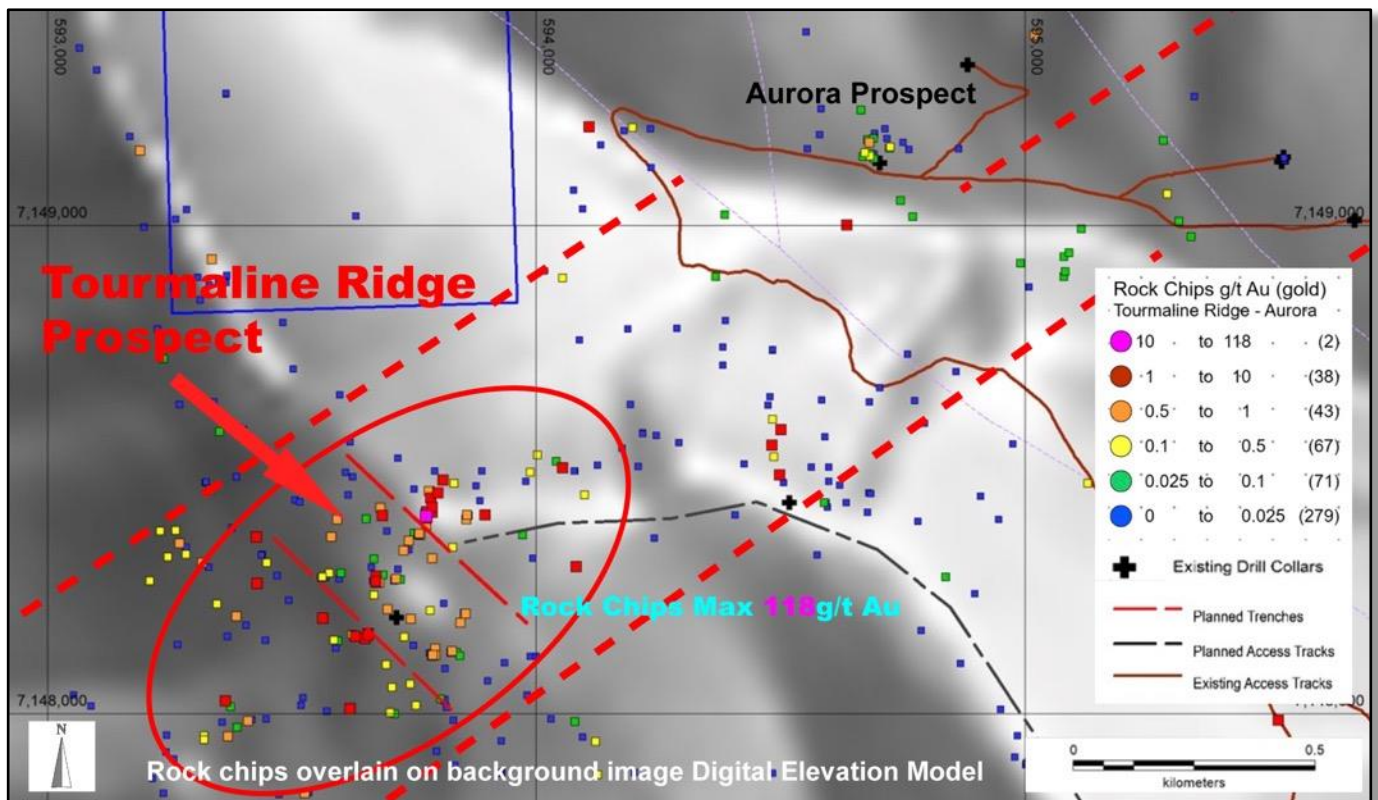 593,000
594,000
595,000
Aurora Prospect
7,149,000
7,149,000
Tourmaline Ridge
Prospect
Rock Chips g/t Au (gold)
Tourmaline Ridge - Aurora
10 to 118 (2)
1 to 10 (38)
0.5 to 1 (43)
0.1 to 0.5 (67)
0.025 to 0.1 (71)
0 to 0.025 (279)
Existing Drill Collars
Planned Trenches
Planned Access Tracks
Existing Access Tracks
Rock Chips Max 118g/t Au
7,148,000
N
Rock chips overlain on background image Digital Elevation Model
0 0.5
kilometers